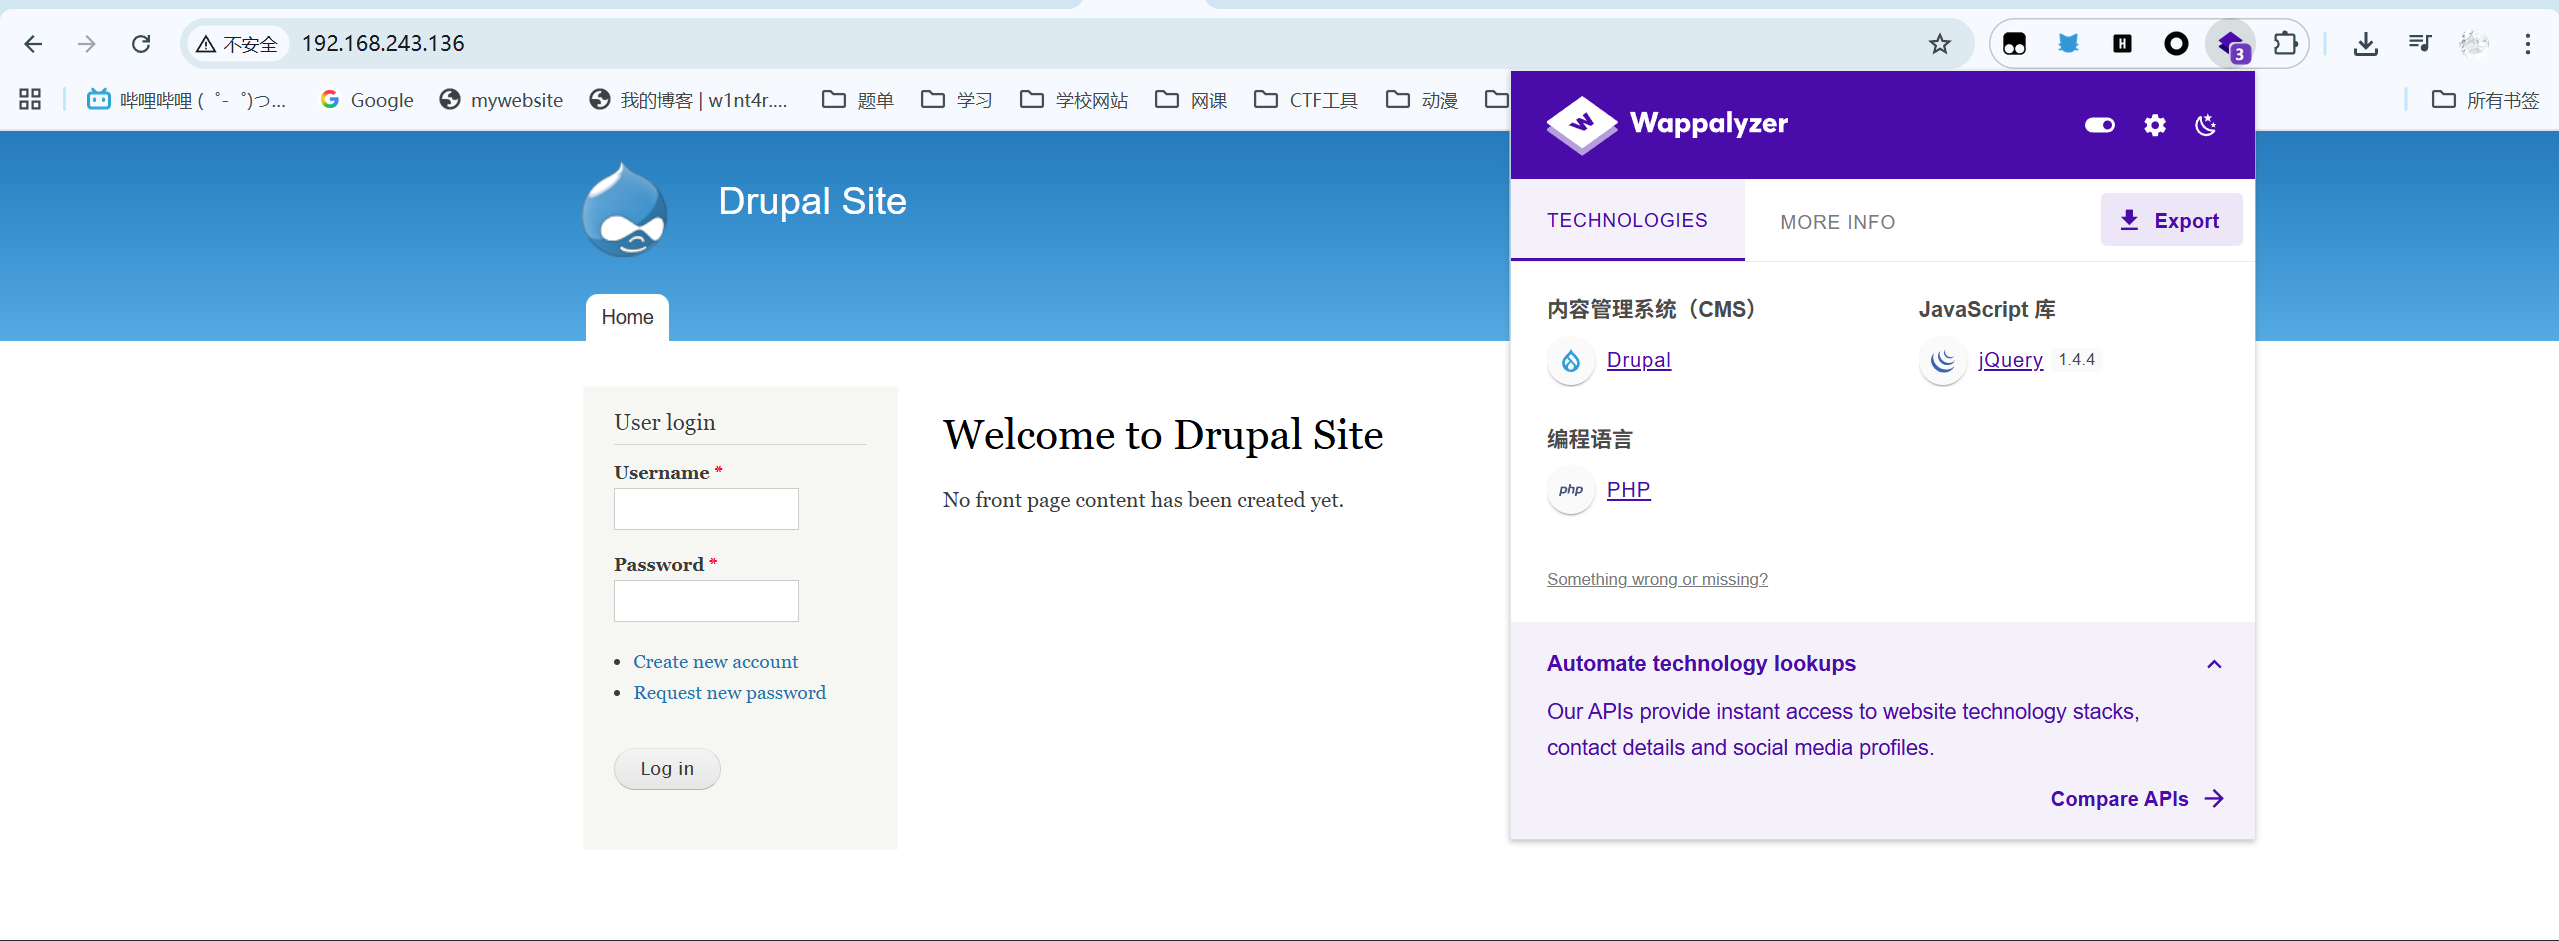 不安全 192.168.243.136
3
哔哩哔哩 (゜-゜)つ...
Google
mywebsite
我的博客 | w1nt4r....
题单
学习
学校网站
网课
CTF工具
动漫
所有书签
Drupal Site
Home
User login
Username *
Password *
Create new account
Request new password
Log in
Welcome to Drupal Site
No front page content has been created yet.
Wappalyzer
TECHNOLOGIES
MORE INFO
Export
内容管理系统（CMS）
Drupal
编程语言
php PHP
JavaScript 库
jQuery 1.4.4
Something wrong or missing?
Automate technology lookups
Our APIs provide instant access to website technology stacks,
contact details and social media profiles.
Compare APIs